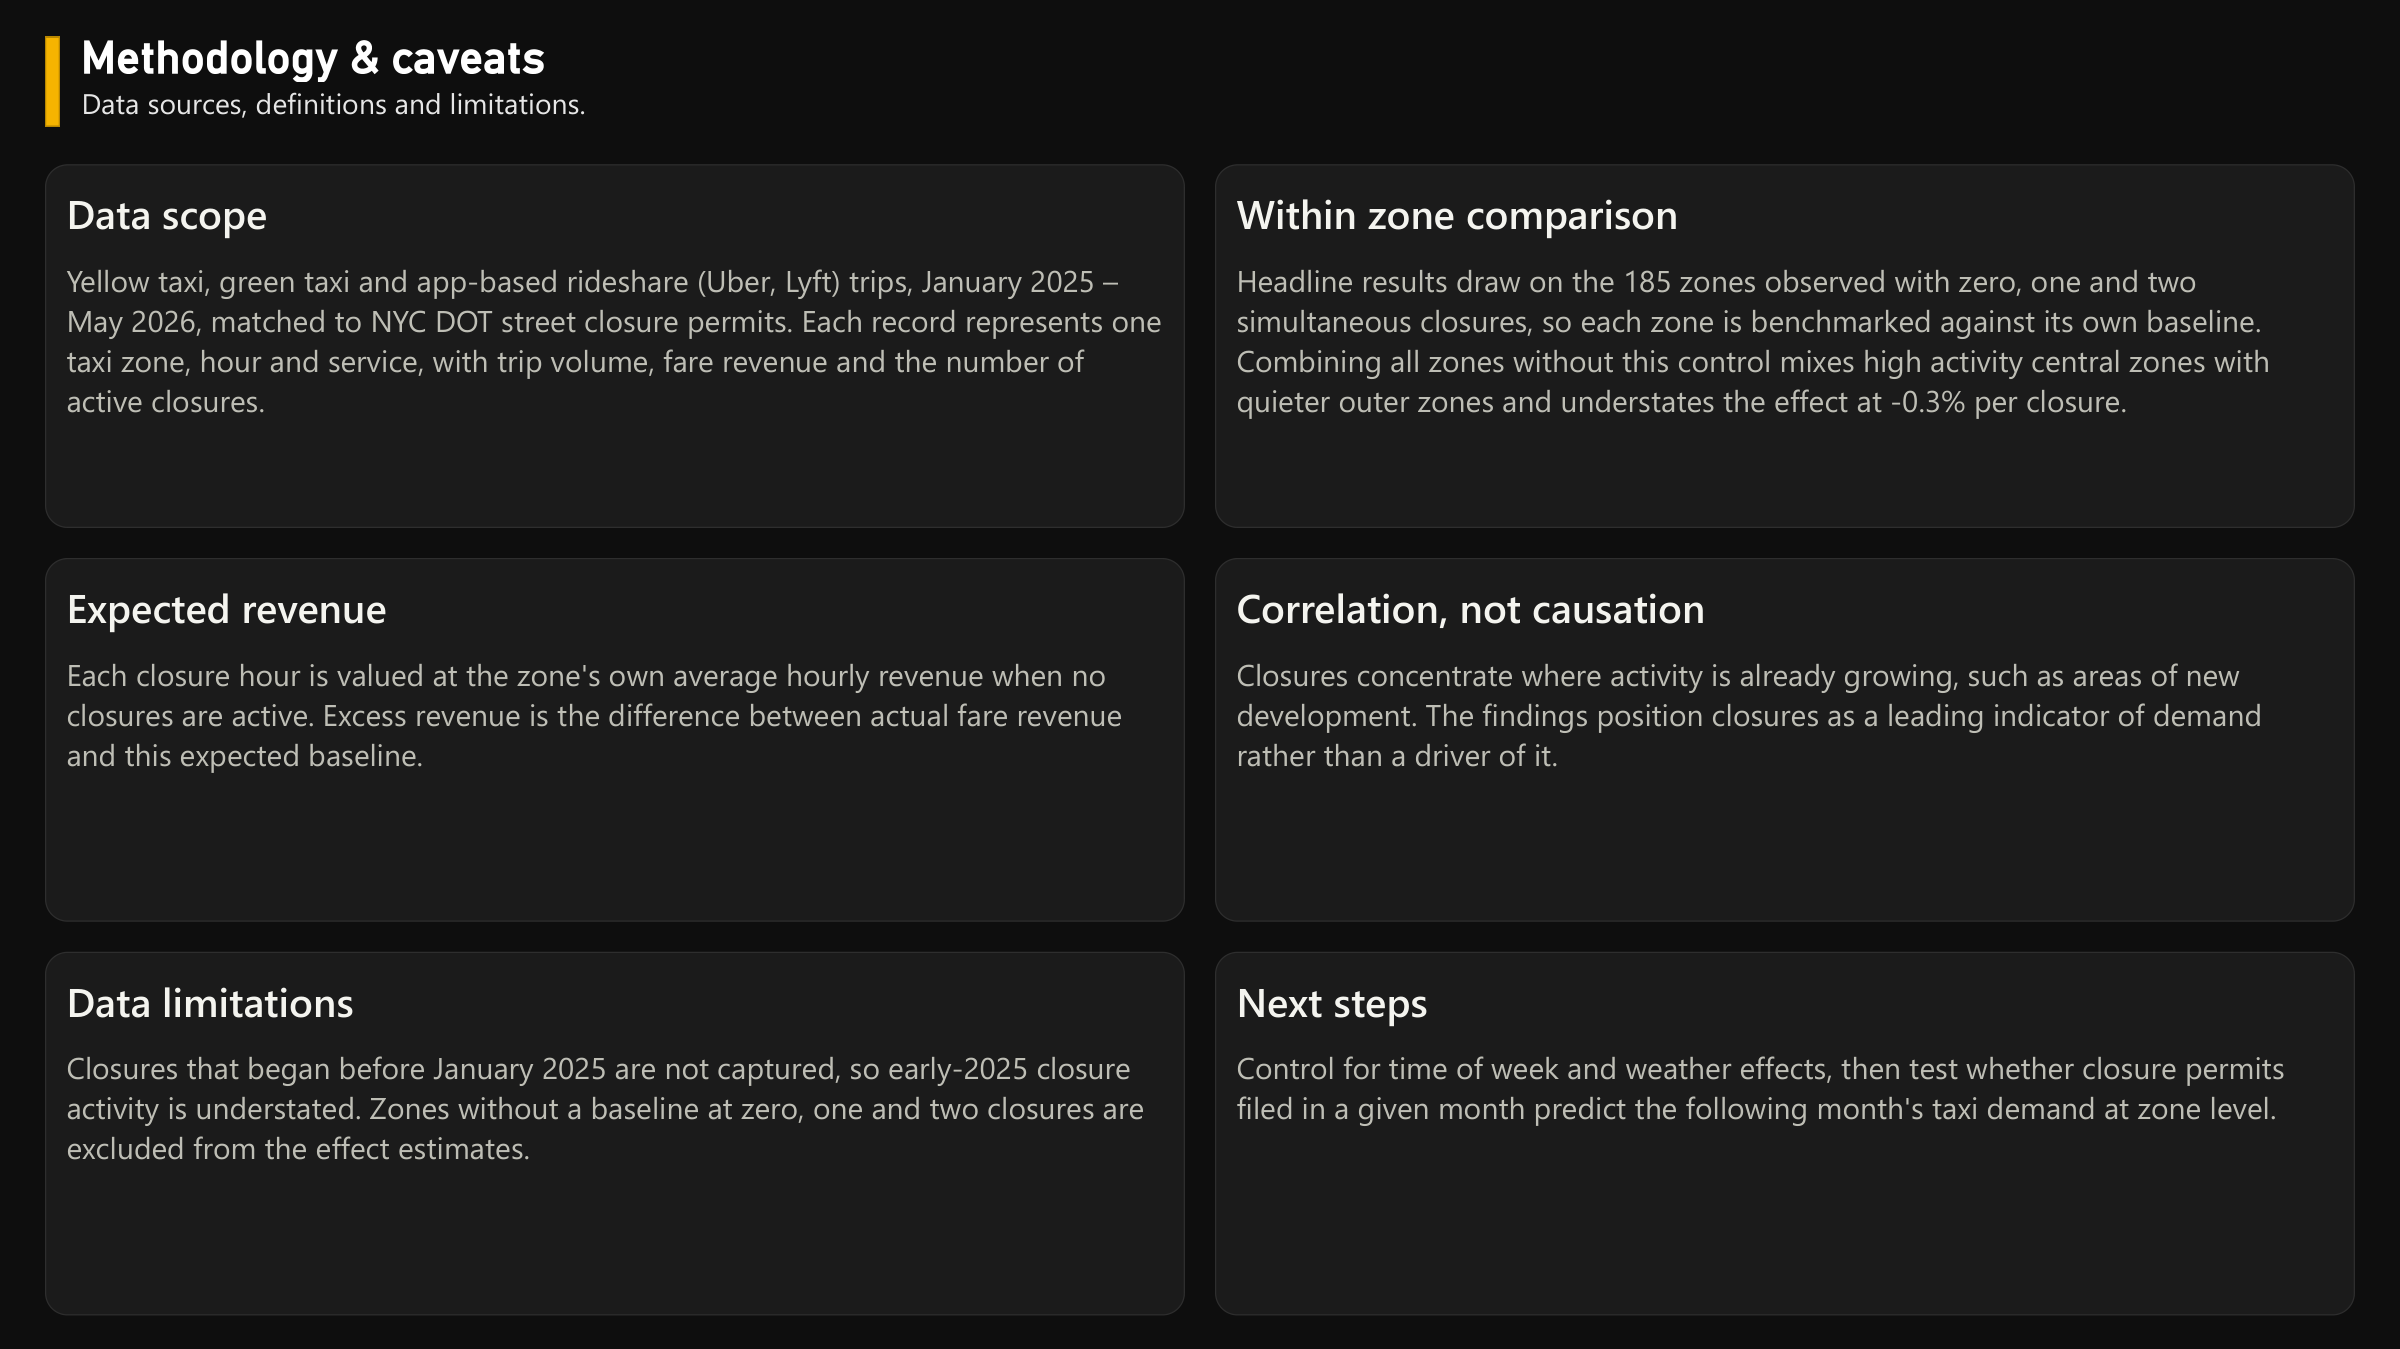 Methodology & caveats
Data sources, definitions and limitations.
Data scope
Yellow taxi, green taxi and app-based rideshare (Uber, Lyft) trips, January 2025 –
May 2026, matched to NYC DOT street closure permits. Each record represents one
taxi zone, hour and service, with trip volume, fare revenue and the number of
active closures.
Within zone comparison
Headline results draw on the 185 zones observed with zero, one and two
simultaneous closures, so each zone is benchmarked against its own baseline.
Combining all zones without this control mixes high activity central zones with
quieter outer zones and understates the effect at -0.3% per closure.
Expected revenue
Each closure hour is valued at the zone's own average hourly revenue when no
closures are active. Excess revenue is the difference between actual fare revenue
and this expected baseline.
Correlation, not causation
Closures concentrate where activity is already growing, such as areas of new
development. The findings position closures as a leading indicator of demand
rather than a driver of it.
Data limitations
Closures that began before January 2025 are not captured, so early-2025 closure
activity is understated. Zones without a baseline at zero, one and two closures are
excluded from the effect estimates.
Next steps
Control for time of week and weather effects, then test whether closure permits
filed in a given month predict the following month's taxi demand at zone level.